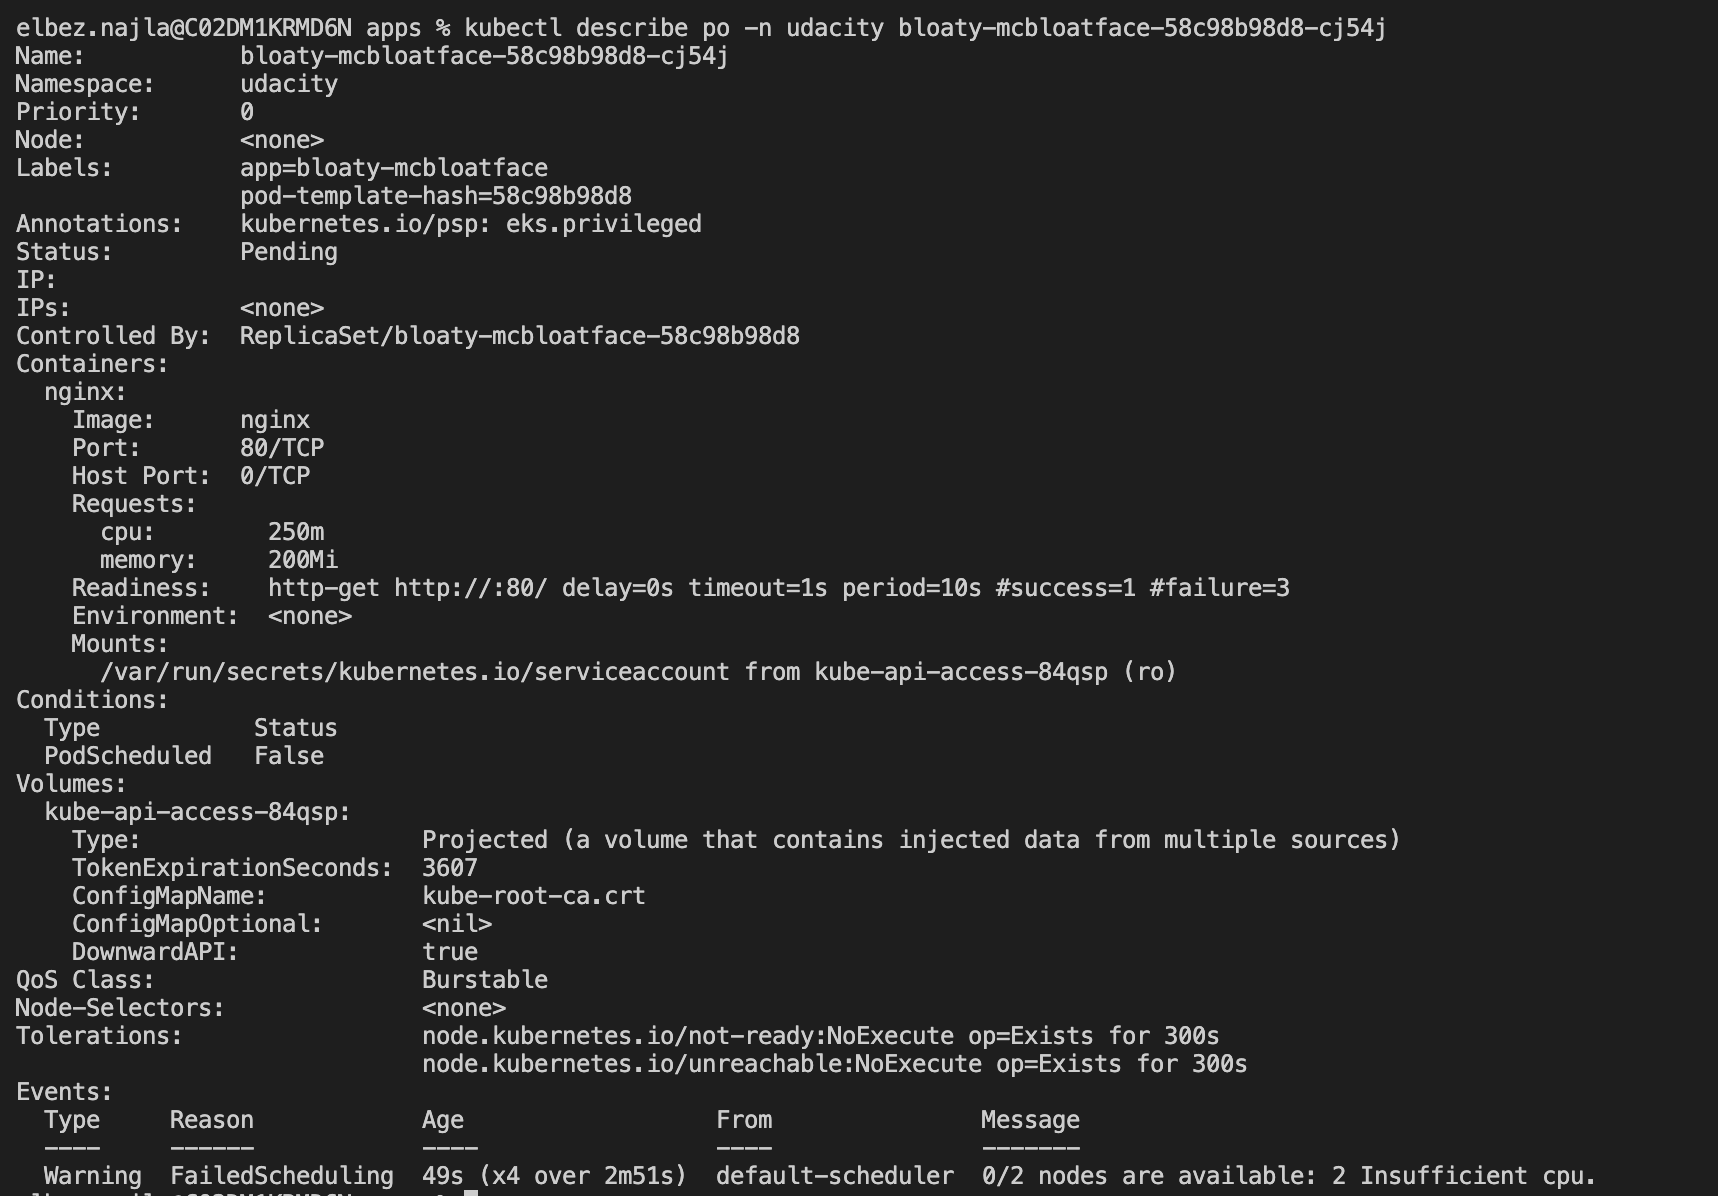 elbez.najla@C02DM1KRMD6N apps % kubectl describe po -n udacity bloaty-mcbloatface-58c98b98d8-cj54j
Name:           bloaty-mcbloatface-58c98b98d8-cj54j
Namespace:      udacity
Priority:       0
Node:           <none>
Labels:         app=bloaty-mcbloatface
                pod-template-hash=58c98b98d8
Annotations:    kubernetes.io/psp: eks.privileged
Status:         Pending
IP:
IPs:            <none>
Controlled By:  ReplicaSet/bloaty-mcbloatface-58c98b98d8
Containers:
  nginx:
    Image:      nginx
    Port:       80/TCP
    Host Port:  0/TCP
    Requests:
      cpu:        250m
      memory:     200Mi
    Readiness:    http-get http://:80/ delay=0s timeout=1s period=10s #success=1 #failure=3
    Environment:  <none>
    Mounts:
      /var/run/secrets/kubernetes.io/serviceaccount from kube-api-access-84qsp (ro)
Conditions:
  Type           Status
  PodScheduled   False
Volumes:
  kube-api-access-84qsp:
    Type:                    Projected (a volume that contains injected data from multiple sources)
    TokenExpirationSeconds:  3607
    ConfigMapName:           kube-root-ca.crt
    ConfigMapOptional:       <nil>
    DownwardAPI:             true
QoS Class:                   Burstable
Node-Selectors:              <none>
Tolerations:                 node.kubernetes.io/not-ready:NoExecute op=Exists for 300s
                             node.kubernetes.io/unreachable:NoExecute op=Exists for 300s
Events:
  Type     Reason            Age                  From               Message
  ----     ------            ----                 ----               -------
  Warning  FailedScheduling  49s (x4 over 2m51s)  default-scheduler  0/2 nodes are available: 2 Insufficient cpu.